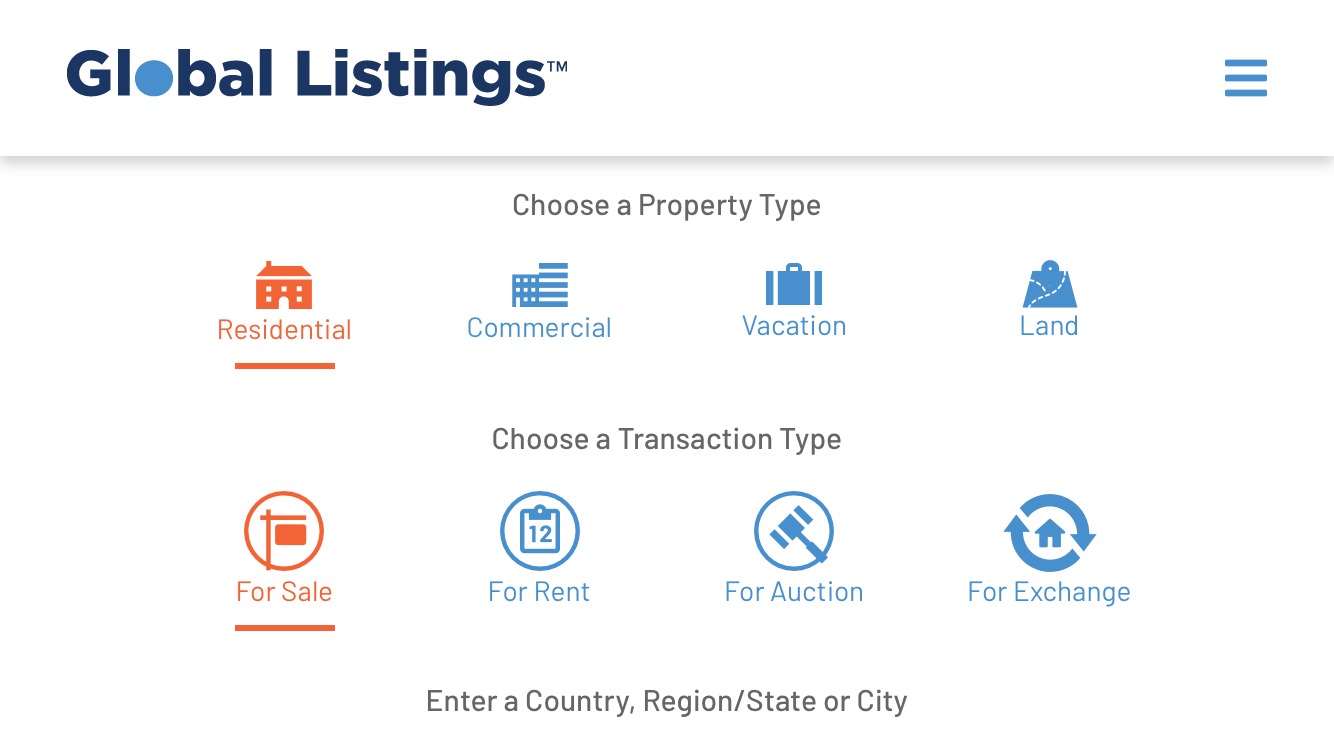 Global Listings™
Choose a Property Type
Residential Commercial Vacation Land
Choose a Transaction Type
12
For Sale For Rent For Auction For Exchange
Enter a Country, Region/State or City